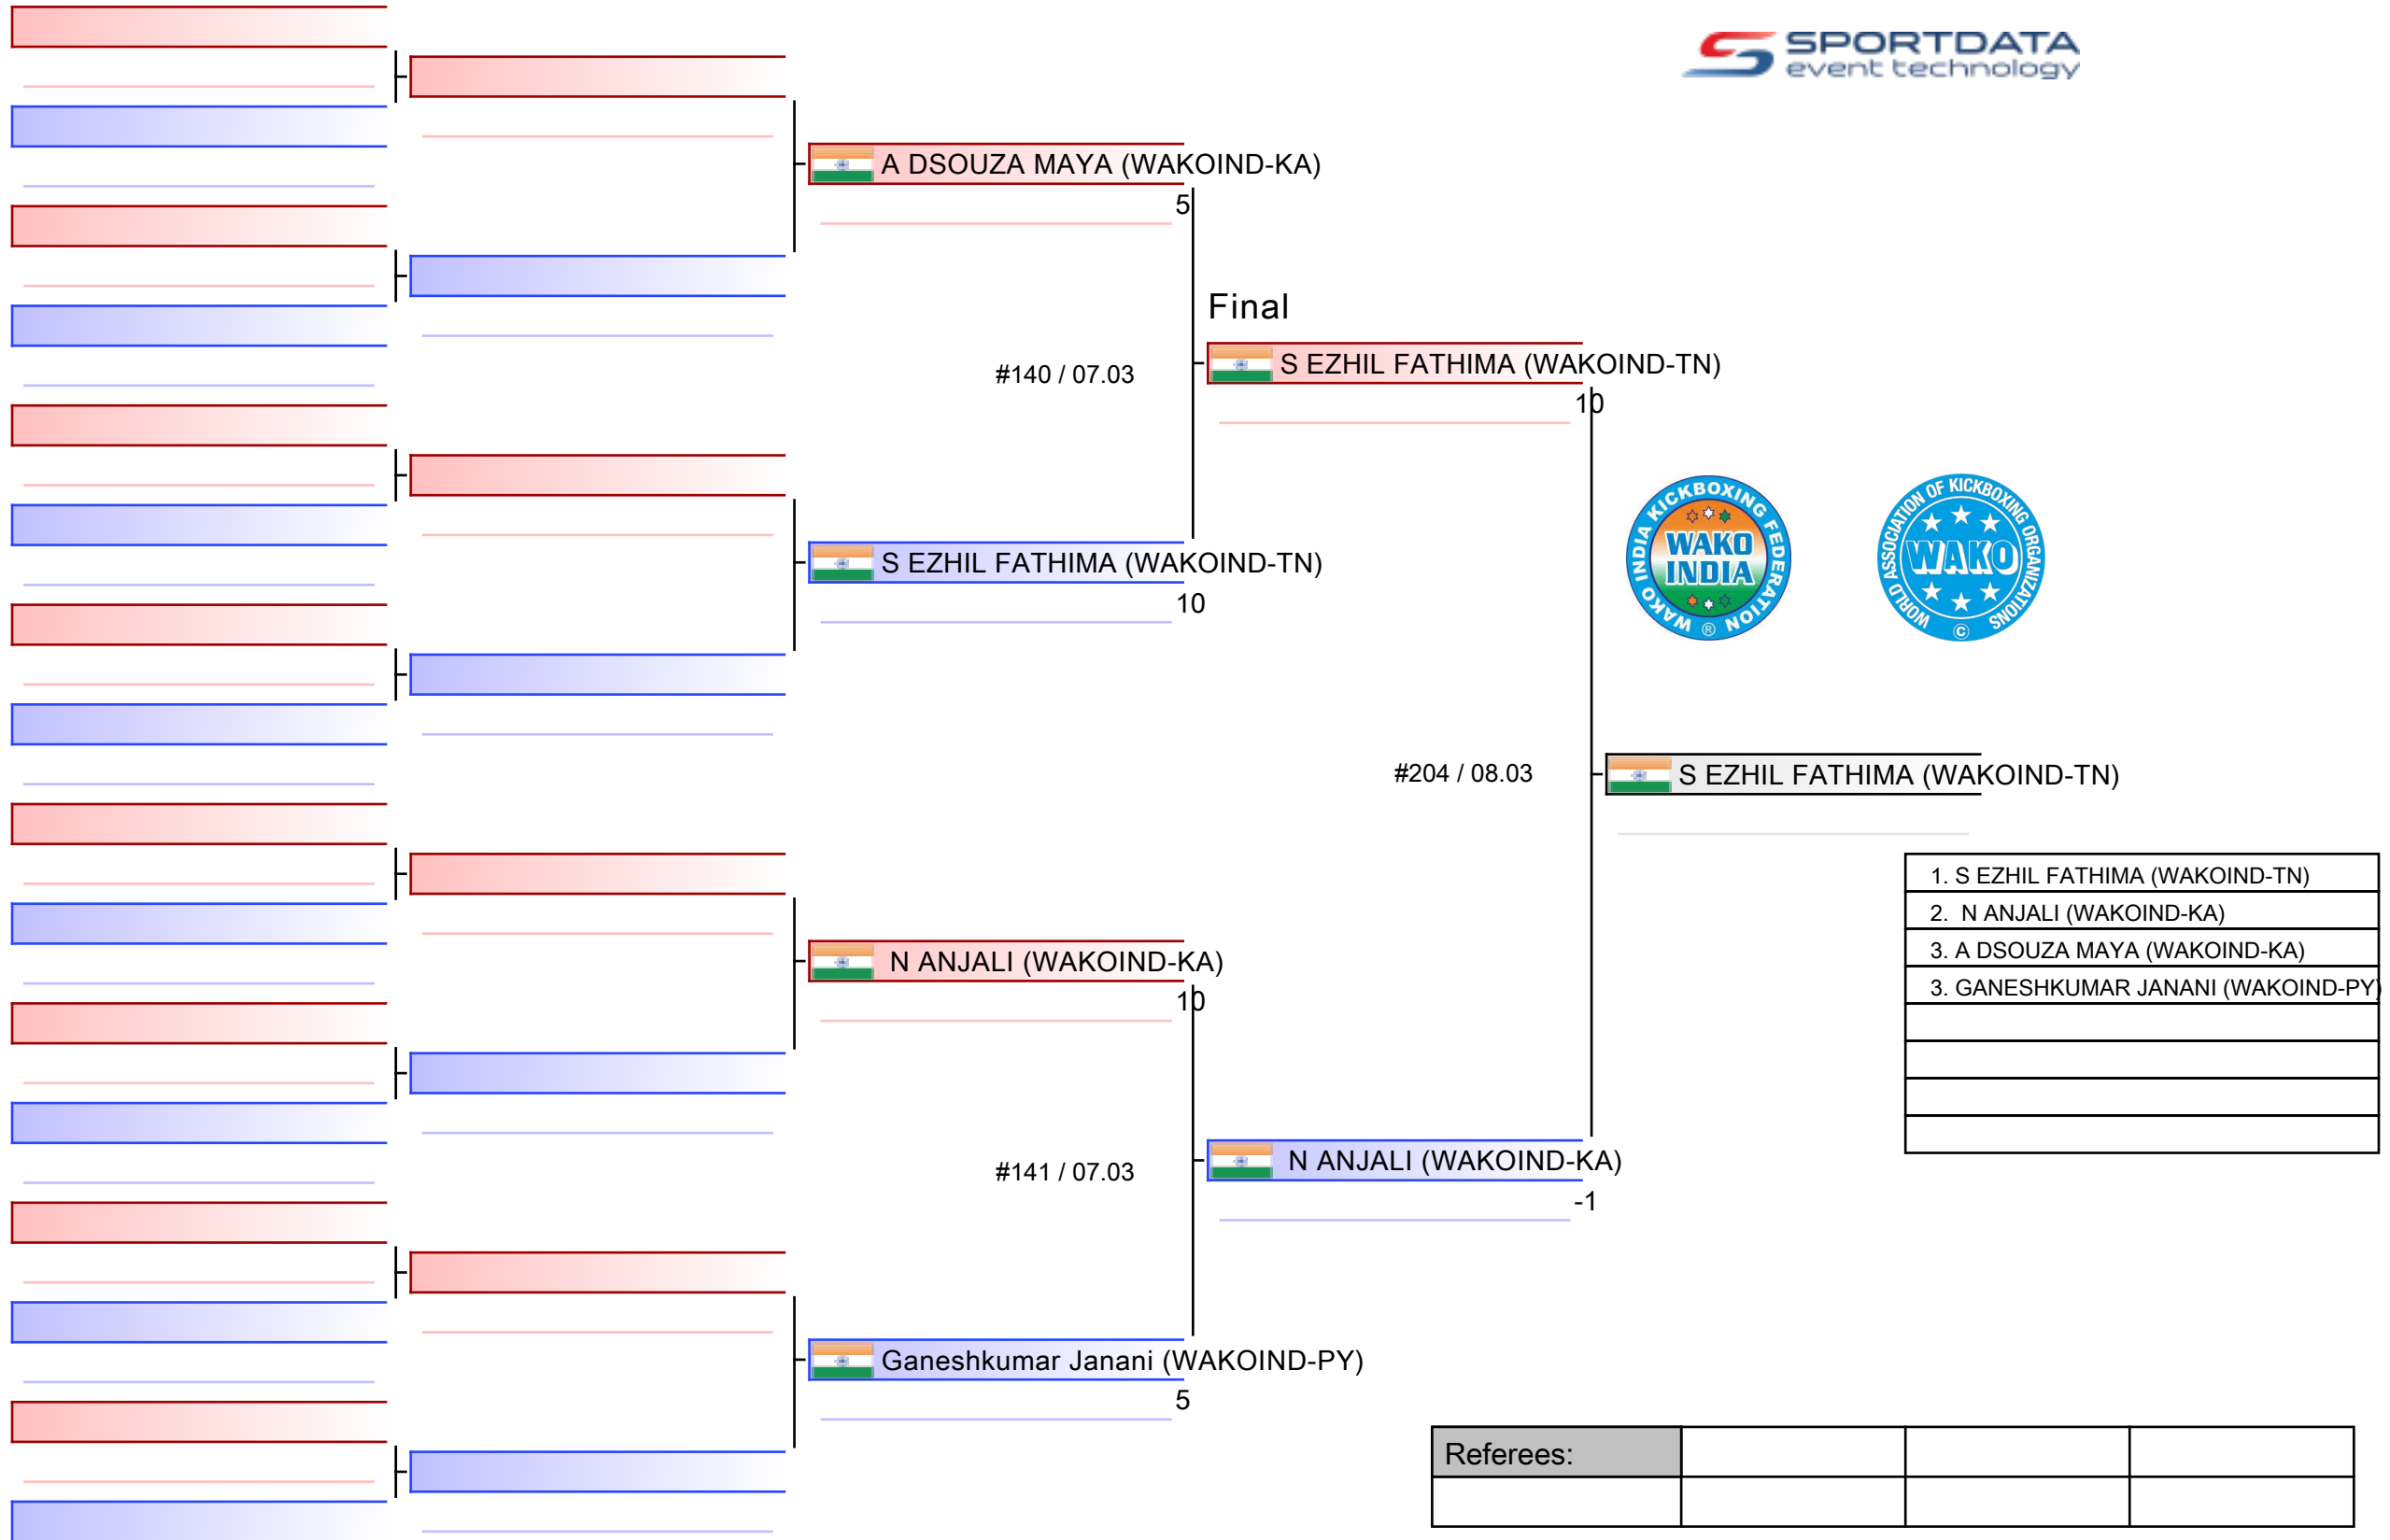 SPORTDATA
event technology
A DSOUZA MAYA (WAKOIND-KA)
5
Final
#140 / 07.03
S EZHIL FATHIMA (WAKOIND-TN)
10
S EZHIL FATHIMA (WAKOIND-TN)
10
WAKO INDIA KICKBOXING FEDERATION ®
WAKO
INDIA
WORLD ASSOCIATION OF KICKBOXING ORGANIZATIONS ©
WAKO
#204 / 08.03
S EZHIL FATHIMA (WAKOIND-TN)
1. S EZHIL FATHIMA (WAKOIND-TN)
2. N ANJALI (WAKOIND-KA)
3. A DSOUZA MAYA (WAKOIND-KA)
3. GANESHKUMAR JANANI (WAKOIND-PY)
N ANJALI (WAKOIND-KA)
10
#141 / 07.03
N ANJALI (WAKOIND-KA)
-1
Ganeshkumar Janani (WAKOIND-PY)
5
Referees: